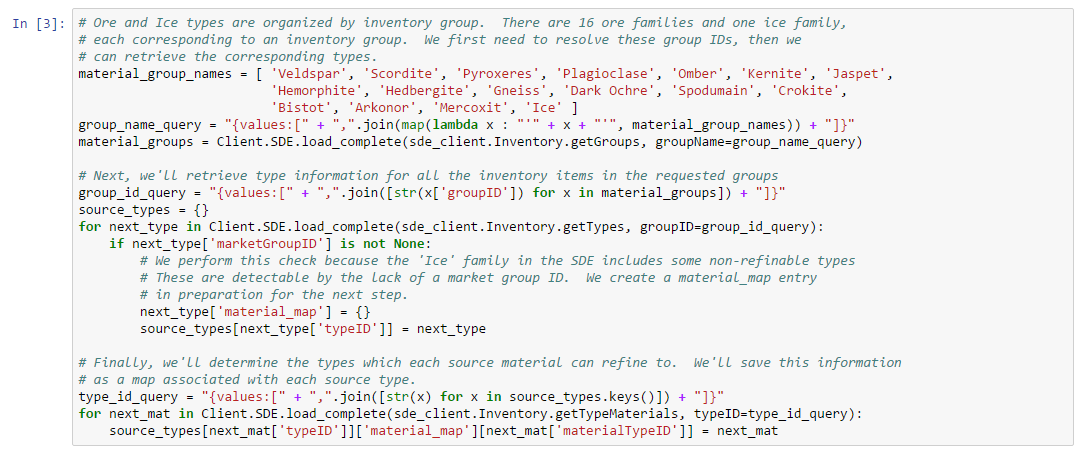 In [3]:
# Ore and Ice types are organized by inventory group.  There are 16 ore families and one ice family,
# each corresponding to an inventory group.  We first need to resolve these group IDs, then we
# can retrieve the corresponding types.
material_group_names = [ 'Veldspar', 'Scordite', 'Pyroxeres', 'Plagioclase', 'Omber', 'Kernite', 'Jaspet',
                         'Hemorphite', 'Hedbergite', 'Gneiss', 'Dark Ochre', 'Spodumain', 'Crokite',
                         'Bistot', 'Arkonor', 'Mercoxit', 'Ice' ]
group_name_query = "{values:[" + ",".join(map(lambda x : "'" + x + "'", material_group_names)) + "]}"
material_groups = Client.SDE.load_complete(sde_client.Inventory.getGroups, groupName=group_name_query)

# Next, we'll retrieve type information for all the inventory items in the requested groups
group_id_query = "{values:[" + ",".join([str(x['groupID']) for x in material_groups]) + "]}"
source_types = {}
for next_type in Client.SDE.load_complete(sde_client.Inventory.getTypes, groupID=group_id_query):
    if next_type['marketGroupID'] is not None:
        # We perform this check because the 'Ice' family in the SDE includes some non-refinable types
        # These are detectable by the lack of a market group ID.  We create a material_map entry
        # in preparation for the next step.
        next_type['material_map'] = {}
        source_types[next_type['typeID']] = next_type

# Finally, we'll determine the types which each source material can refine to.  We'll save this information
# as a map associated with each source type.
type_id_query = "{values:[" + ",".join([str(x) for x in source_types.keys()]) + "]}"
for next_mat in Client.SDE.load_complete(sde_client.Inventory.getTypeMaterials, typeID=type_id_query):
    source_types[next_mat['typeID']]['material_map'][next_mat['materialTypeID']] = next_mat